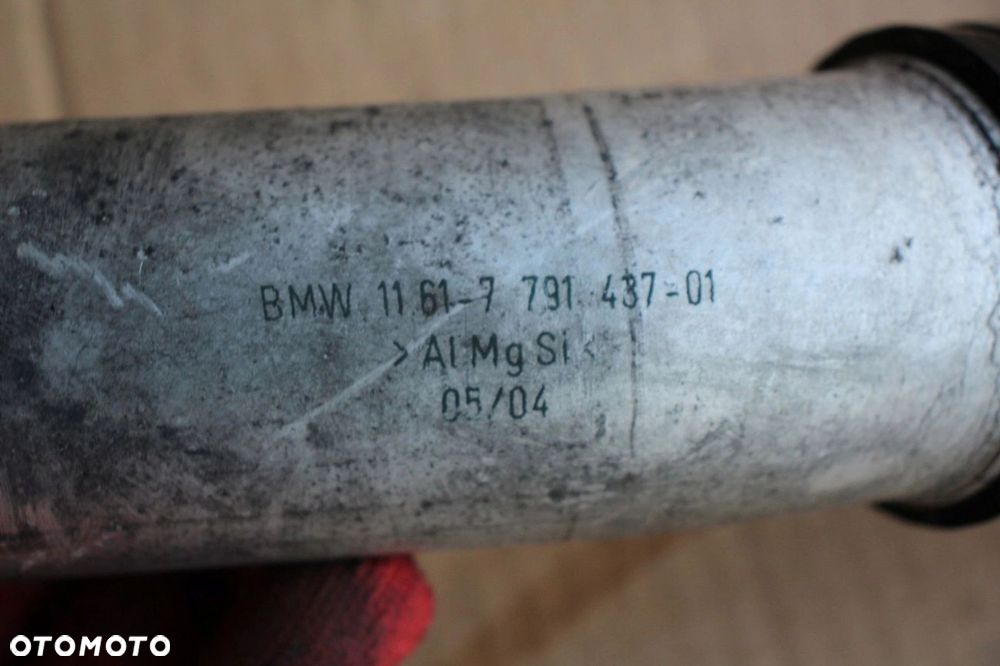 BMW 11 61-7 791 437-01
>AlMgSi<
05/04
OTOMOTO